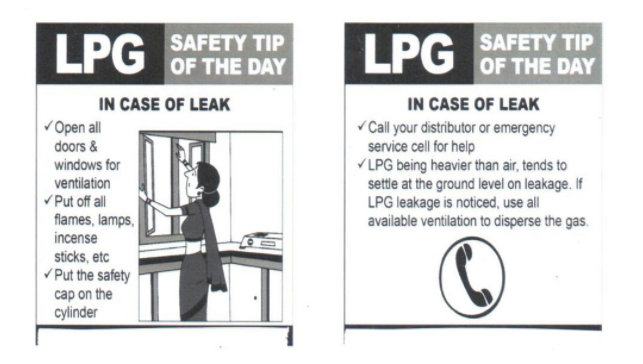 LPG SAFETY TIP
OF THE DAY
IN CASE OF LEAK
✓ Open all
doors &
windows for
ventilation
✓ Put off all
flames, lamps,
incense
sticks, etc
✓ Put the safety
cap on the
cylinder
LPG SAFETY TIP
OF THE DAY
IN CASE OF LEAK
✓ Call your distributor or emergency
service cell for help
✓ LPG being heavier than air, tends to
settle at the ground level on leakage. If
LPG leakage is noticed, use all
available ventilation to disperse the gas.